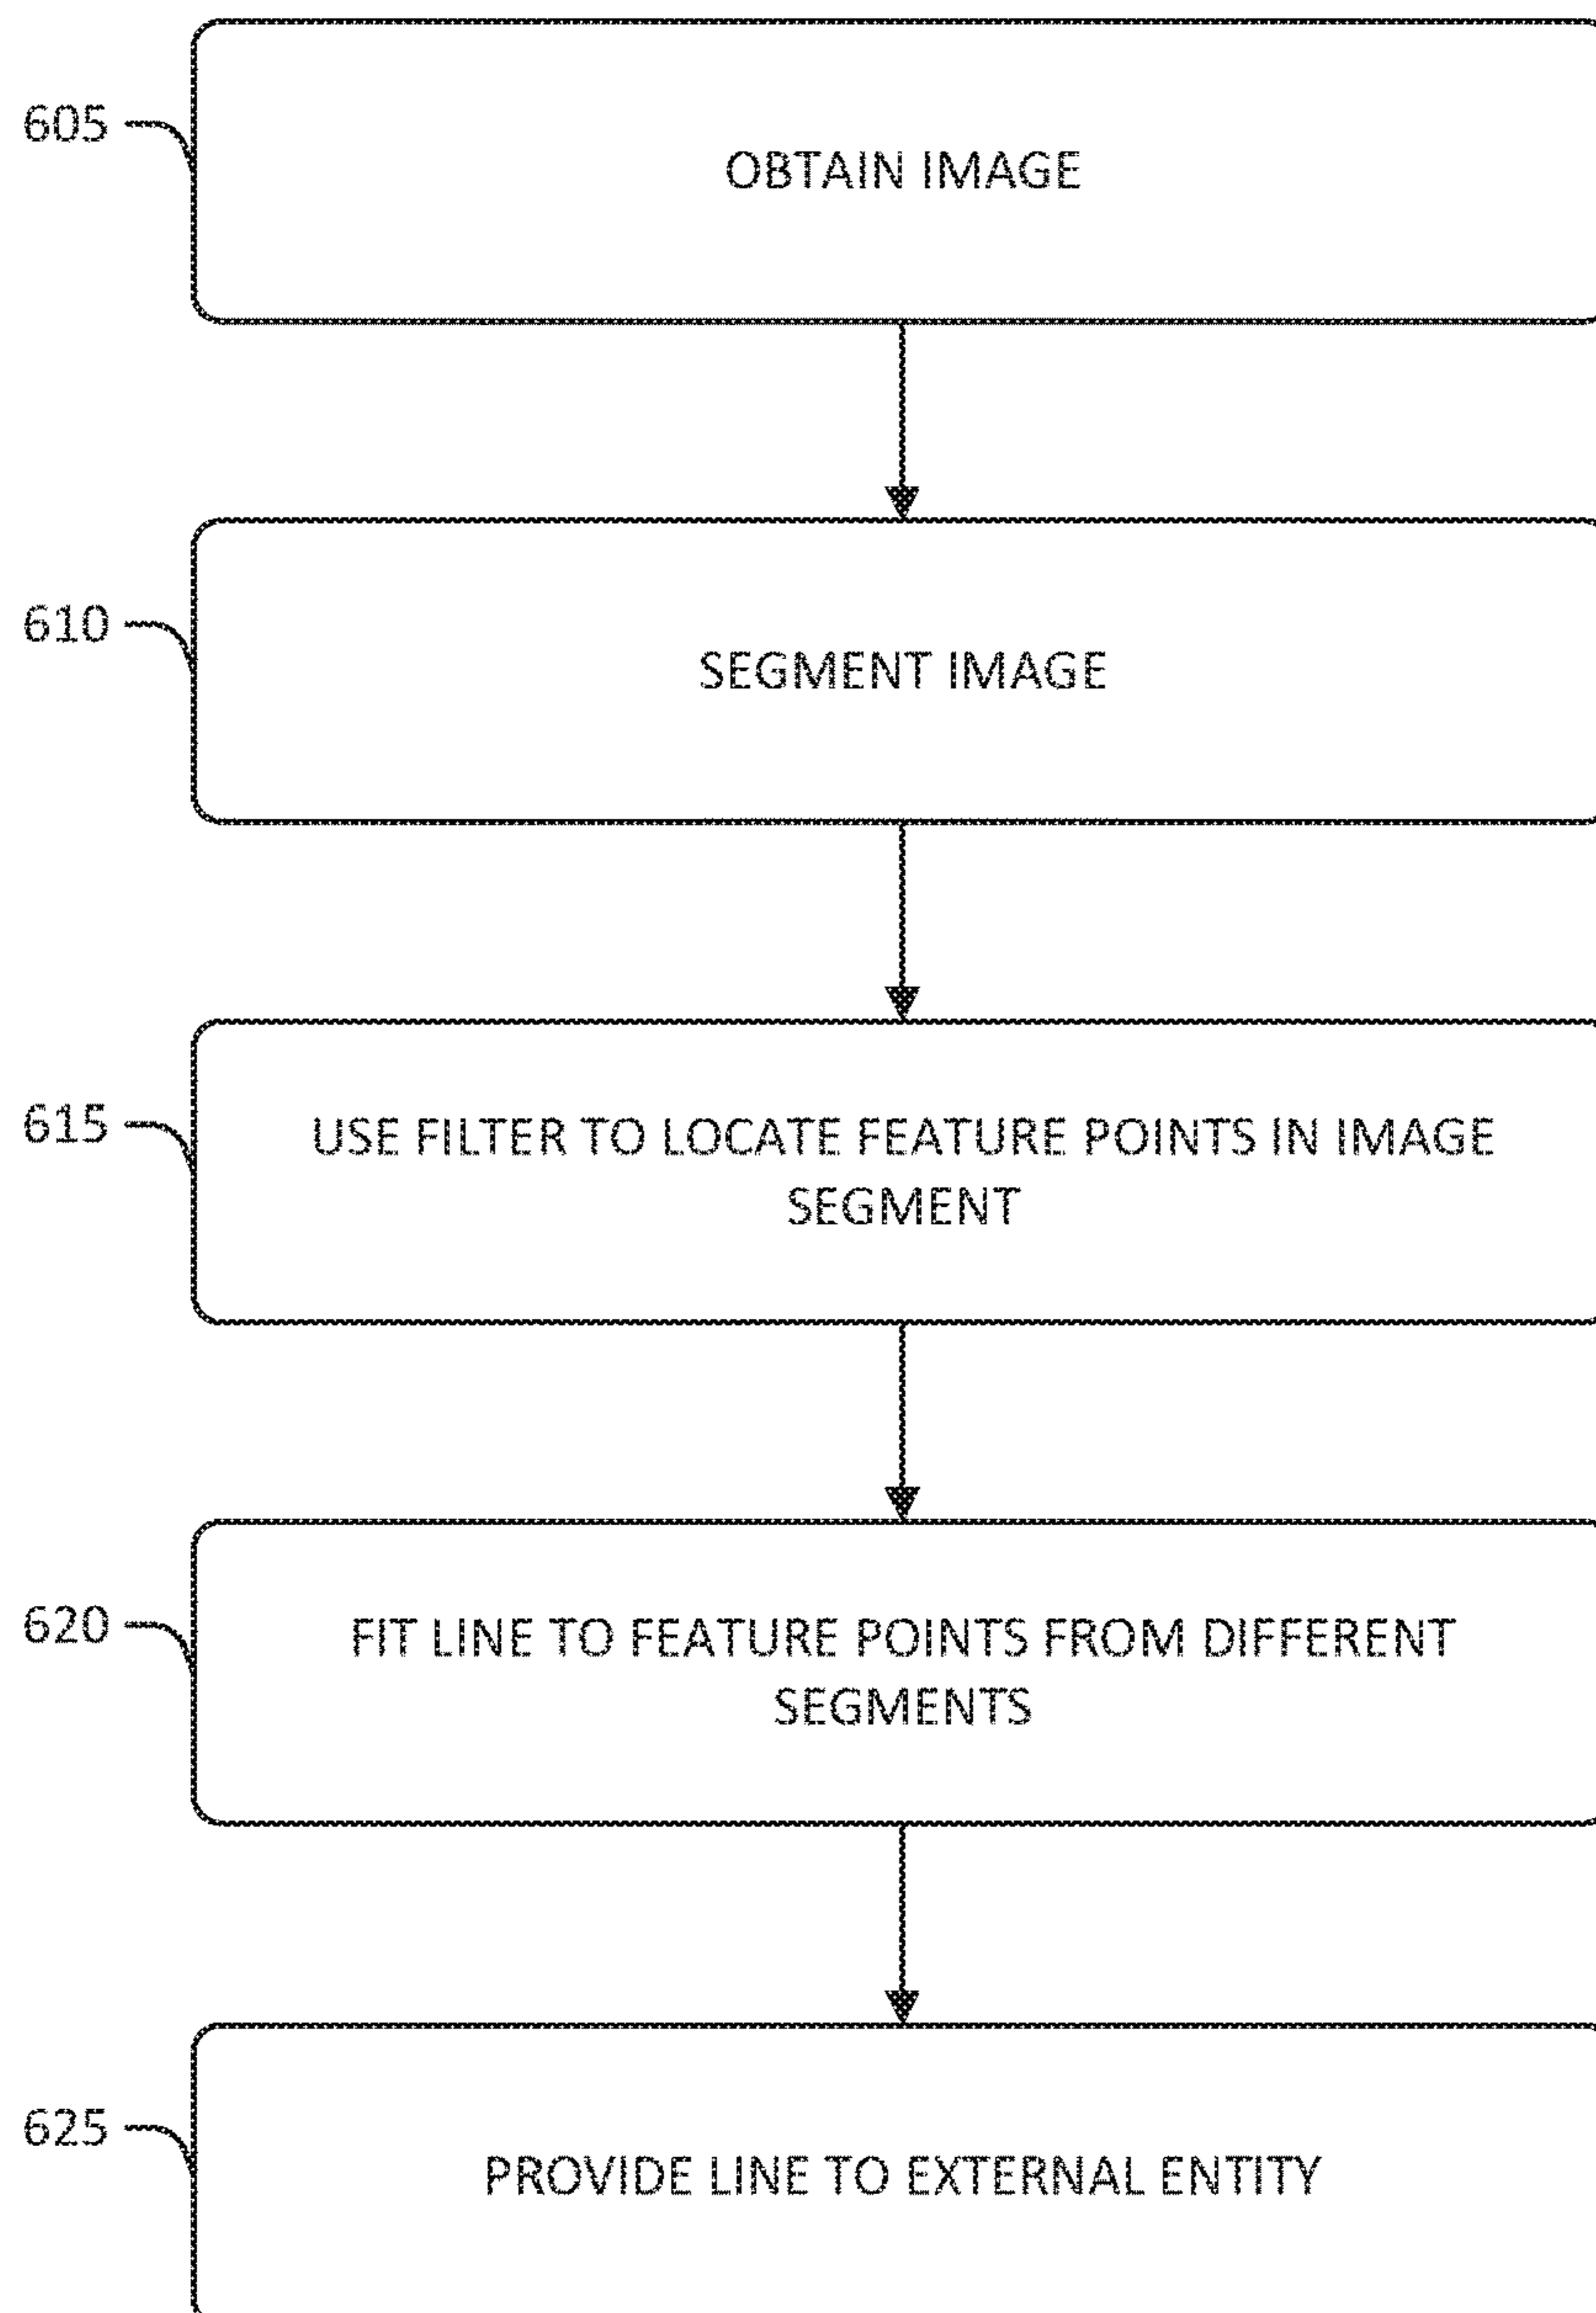 605
OBTAIN IMAGE
610
SEGMENT IMAGE
615
USE FILTER TO LOCATE FEATURE POINTS IN IMAGE
SEGMENT
620
FIT LINE TO FEATURE POINTS FROM DIFFERENT
SEGMENTS
625
PROVIDE LINE TO EXTERNAL ENTITY